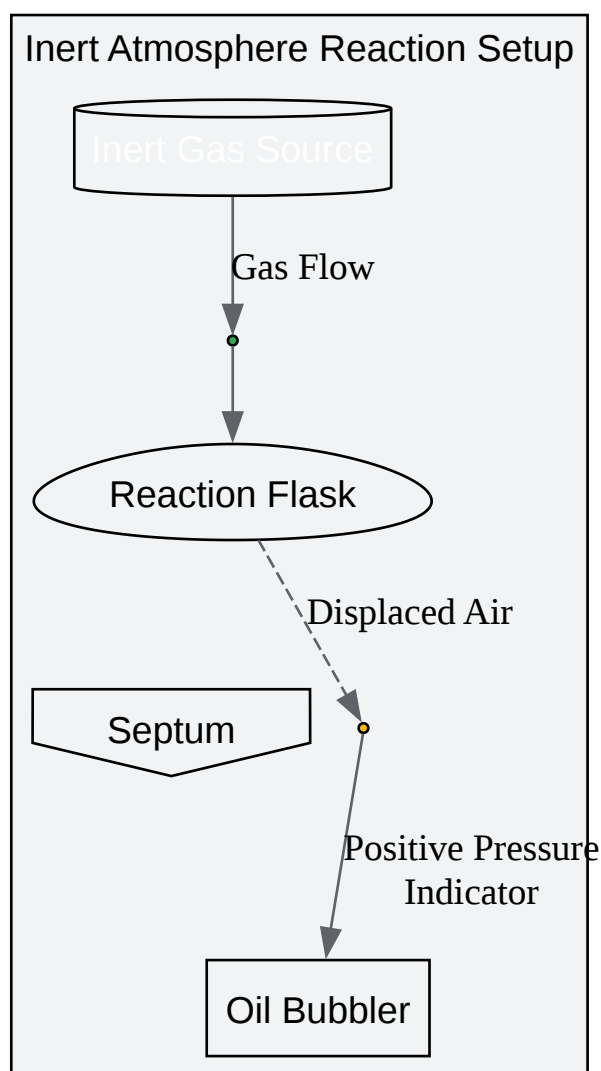 Inert Atmosphere Reaction Setup
Inert Gas Source
Gas Flow
Reaction Flask
Displaced Air
Septum
Positive Pressure
Indicator
Oil Bubbler